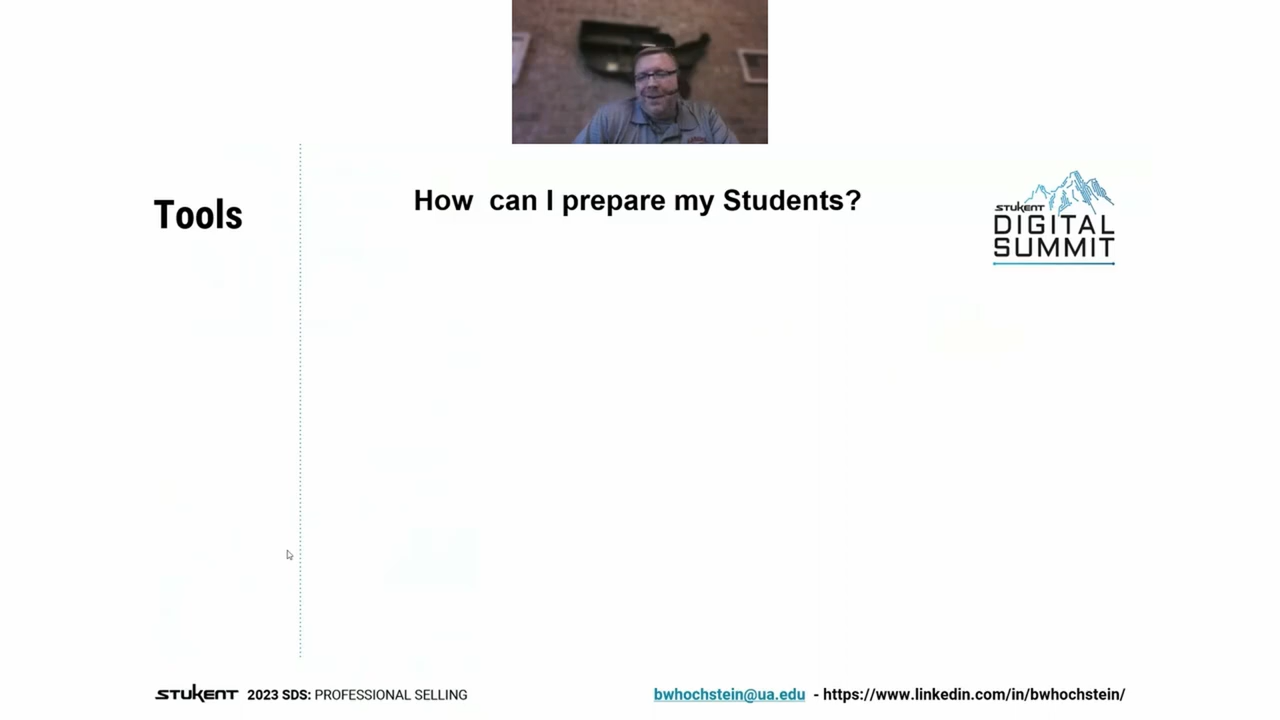 Tools
How  can I prepare my Students?
STUKENT
DIGITAL
SUMMIT
STUKENT 2023 SDS: PROFESSIONAL SELLING
bwhochstein@ua.edu - https://www.linkedin.com/in/bwhochstein/